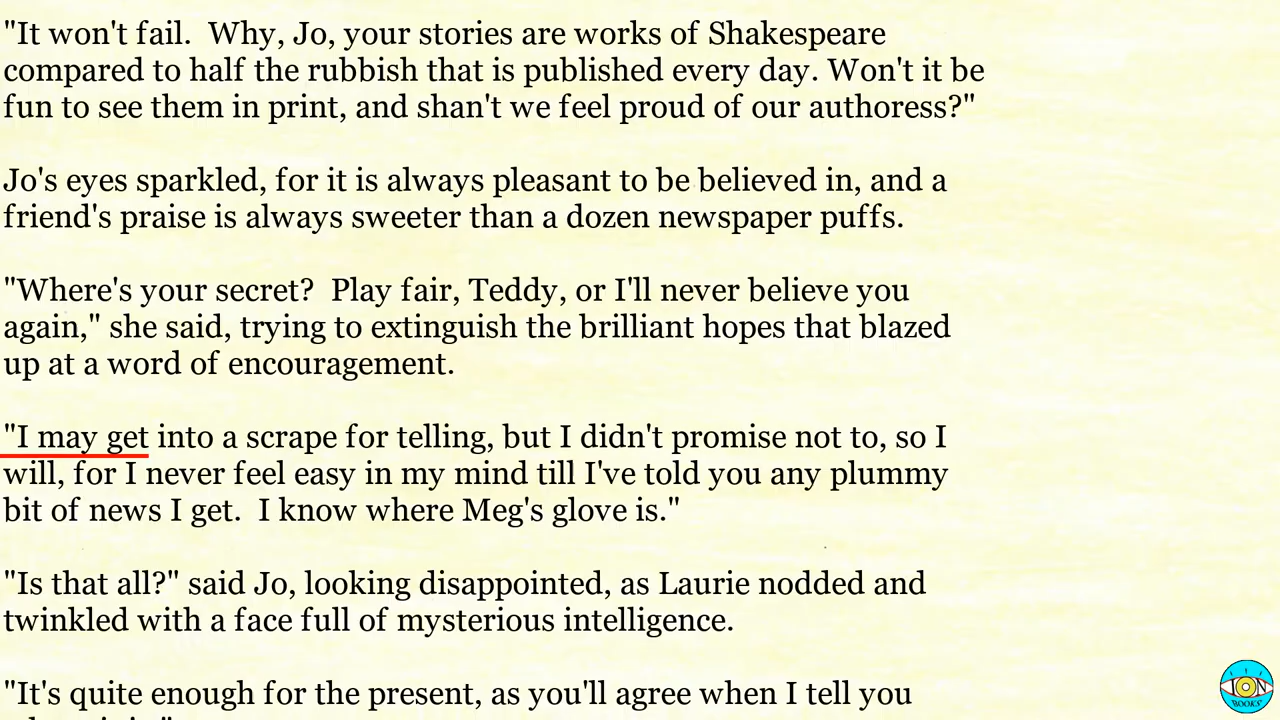 "It won't fail.  Why, Jo, your stories are works of Shakespeare
compared to half the rubbish that is published every day. Won't it be
fun to see them in print, and shan't we feel proud of our authoress?"
Jo's eyes sparkled, for it is always pleasant to be believed in, and a
friend's praise is always sweeter than a dozen newspaper puffs.
"Where's your secret?  Play fair, Teddy, or I'll never believe you
again," she said, trying to extinguish the brilliant hopes that blazed
up at a word of encouragement.
"I may get into a scrape for telling, but I didn't promise not to, so I
will, for I never feel easy in my mind till I've told you any plummy
bit of news I get.  I know where Meg's glove is."
"Is that all?" said Jo, looking disappointed, as Laurie nodded and
twinkled with a face full of mysterious intelligence.
"It's quite enough for the present, as you'll agree when I tell you
ION
BOOKS